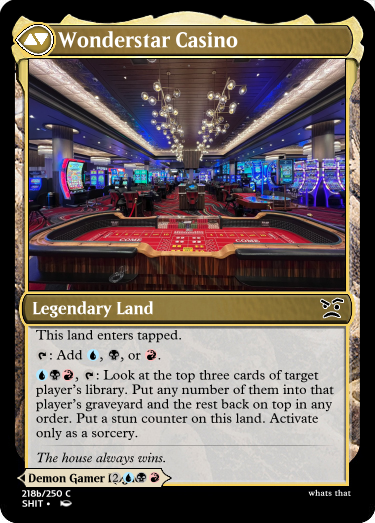 Wonderstar Casino
COME
COME
Legendary Land
This land enters tapped.
: Add , , or .
, : Look at the top three cards of target
player's library. Put any number of them into that
player's graveyard and the rest back on top in any
order. Put a stun counter on this land. Activate
only as a sorcery.
The house always wins.
Demon Gamer 2
218b/250 C
SHIT •
whats that